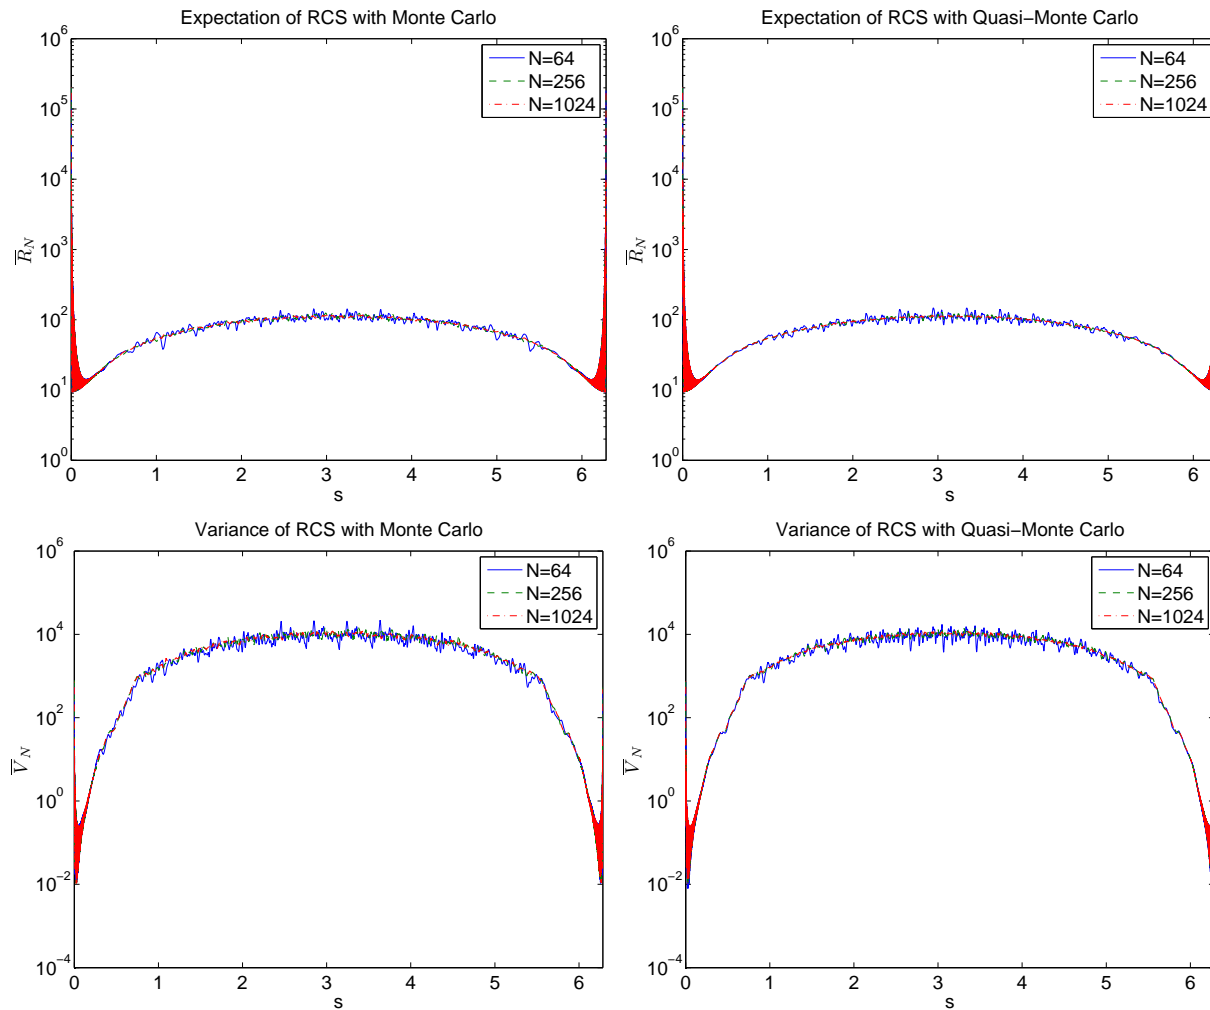 Expectation of RCS with Monte Carlo
10^6
10^5
10^4
10^3
10^2
10^1
10^0
R̅_N
0 1 2 3 4 5 6
s
N=64
N=256
N=1024
Expectation of RCS with Quasi−Monte Carlo
10^6
10^5
10^4
10^3
10^2
10^1
10^0
R̅_N
0 1 2 3 4 5 6
s
N=64
N=256
N=1024
Variance of RCS with Monte Carlo
10^6
10^4
10^2
10^0
10^−2
10^−4
V̅_N
0 1 2 3 4 5 6
s
N=64
N=256
N=1024
Variance of RCS with Quasi−Monte Carlo
10^6
10^4
10^2
10^0
10^−2
10^−4
V̅_N
0 1 2 3 4 5 6
s
N=64
N=256
N=1024